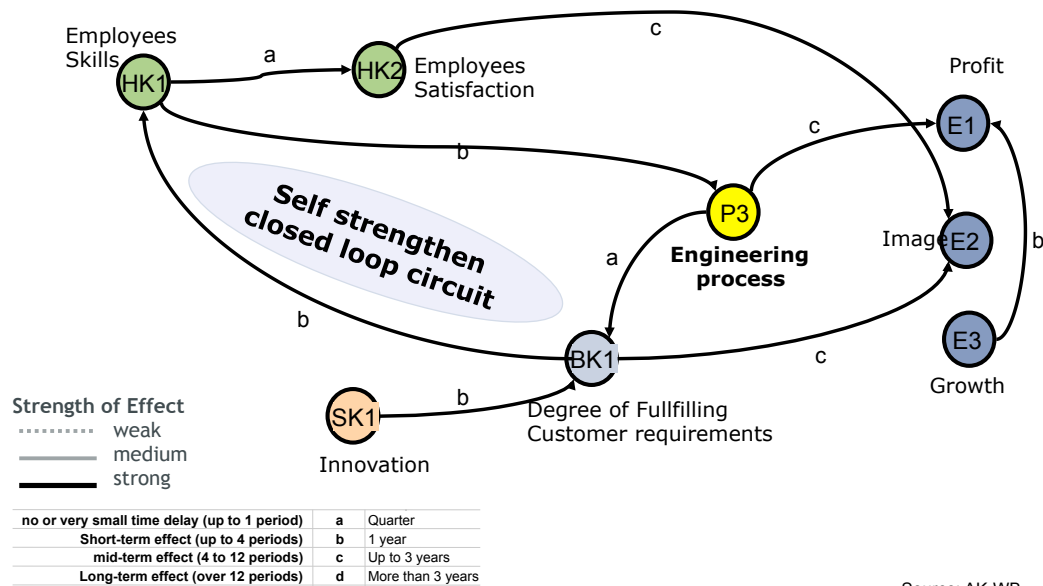 Employees
Skills
HK1
a
HK2
Employees
Satisfaction
c
Profit
E1
c
b
Self strengthen
closed loop circuit
P3
Engineering
process
Image
E2
b
a
b
E3
Growth
BK1
c
b
SK1
Innovation
Degree of Fullfilling
Customer requirements
Strength of Effect
weak
medium
strong
no or very small time delay (up to 1 period) a Quarter
Short-term effect (up to 4 periods) b 1 year
mid-term effect (4 to 12 periods) c Up to 3 years
Long-term effect (over 12 periods) d More than 3 years
Source: AK WB